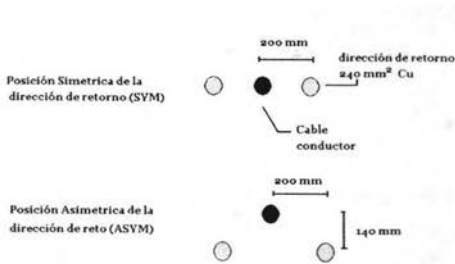 200 mm
dirección de retorno
240 mm² Cu
Posición Simetrica de la
dirección de retorno (SYM)
Cable
conductor
200 mm
Posición Asimetrica de la
dirección de reto (ASYM)
140 mm